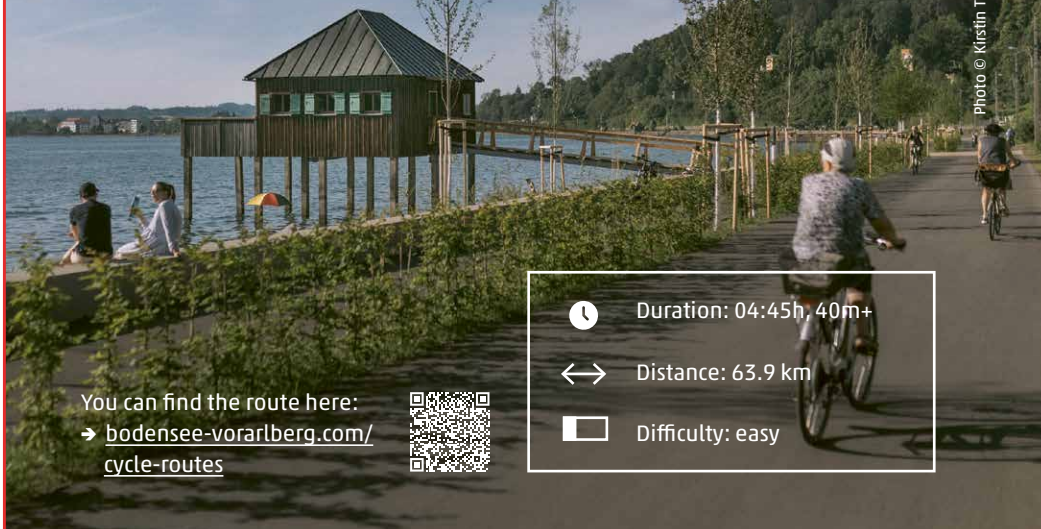 Photo © Kirstin
Duration: 04:45h, 40m+
Distance: 63.9 km
Difficulty: easy
You can find the route here:
→ bodensee-vorarlberg.com/
cycle-routes